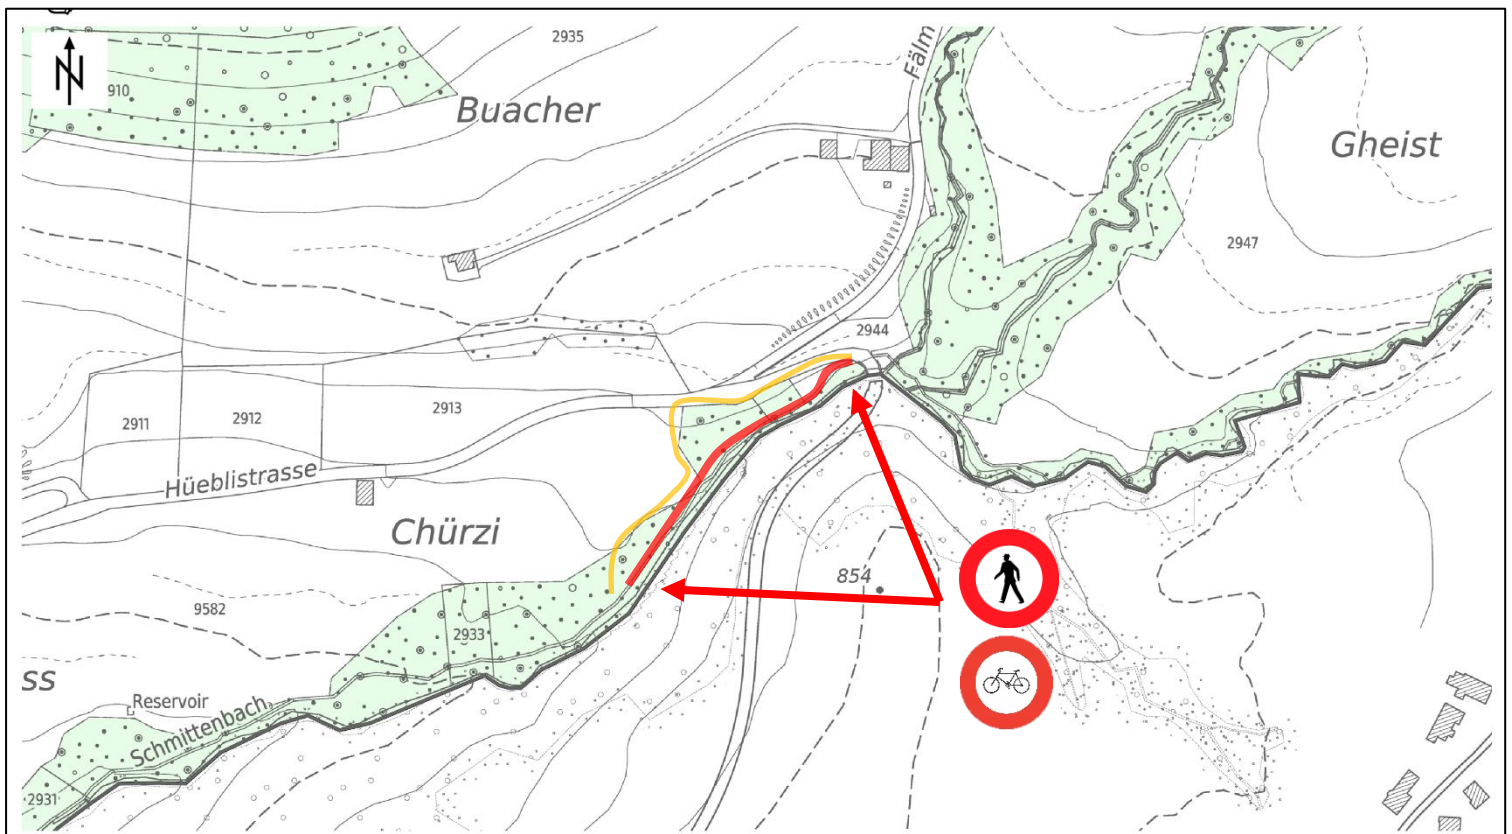 N
2935
910
Buacher
Fälm
Gheist
2947
2944
2913
2912
2911
Hüeblistrasse
Chürzi
854
9582
2933
ss
Reservoir
Schmittenbach
2931